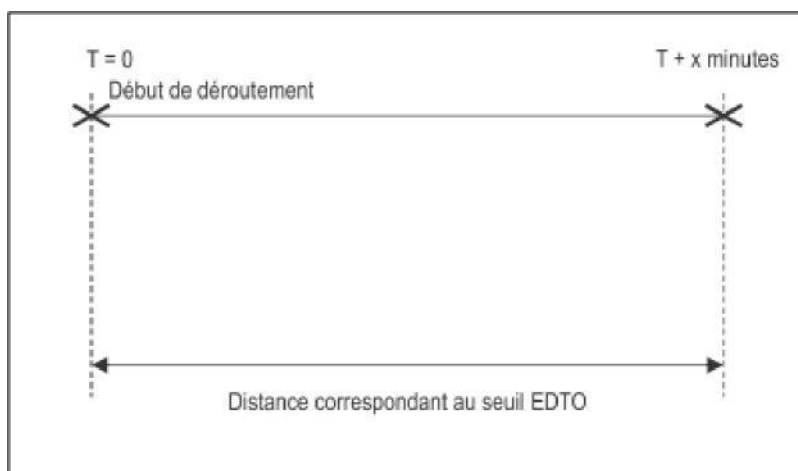 T = 0
T + x minutes
Début de déroutement
Distance correspondant au seuil EDTO